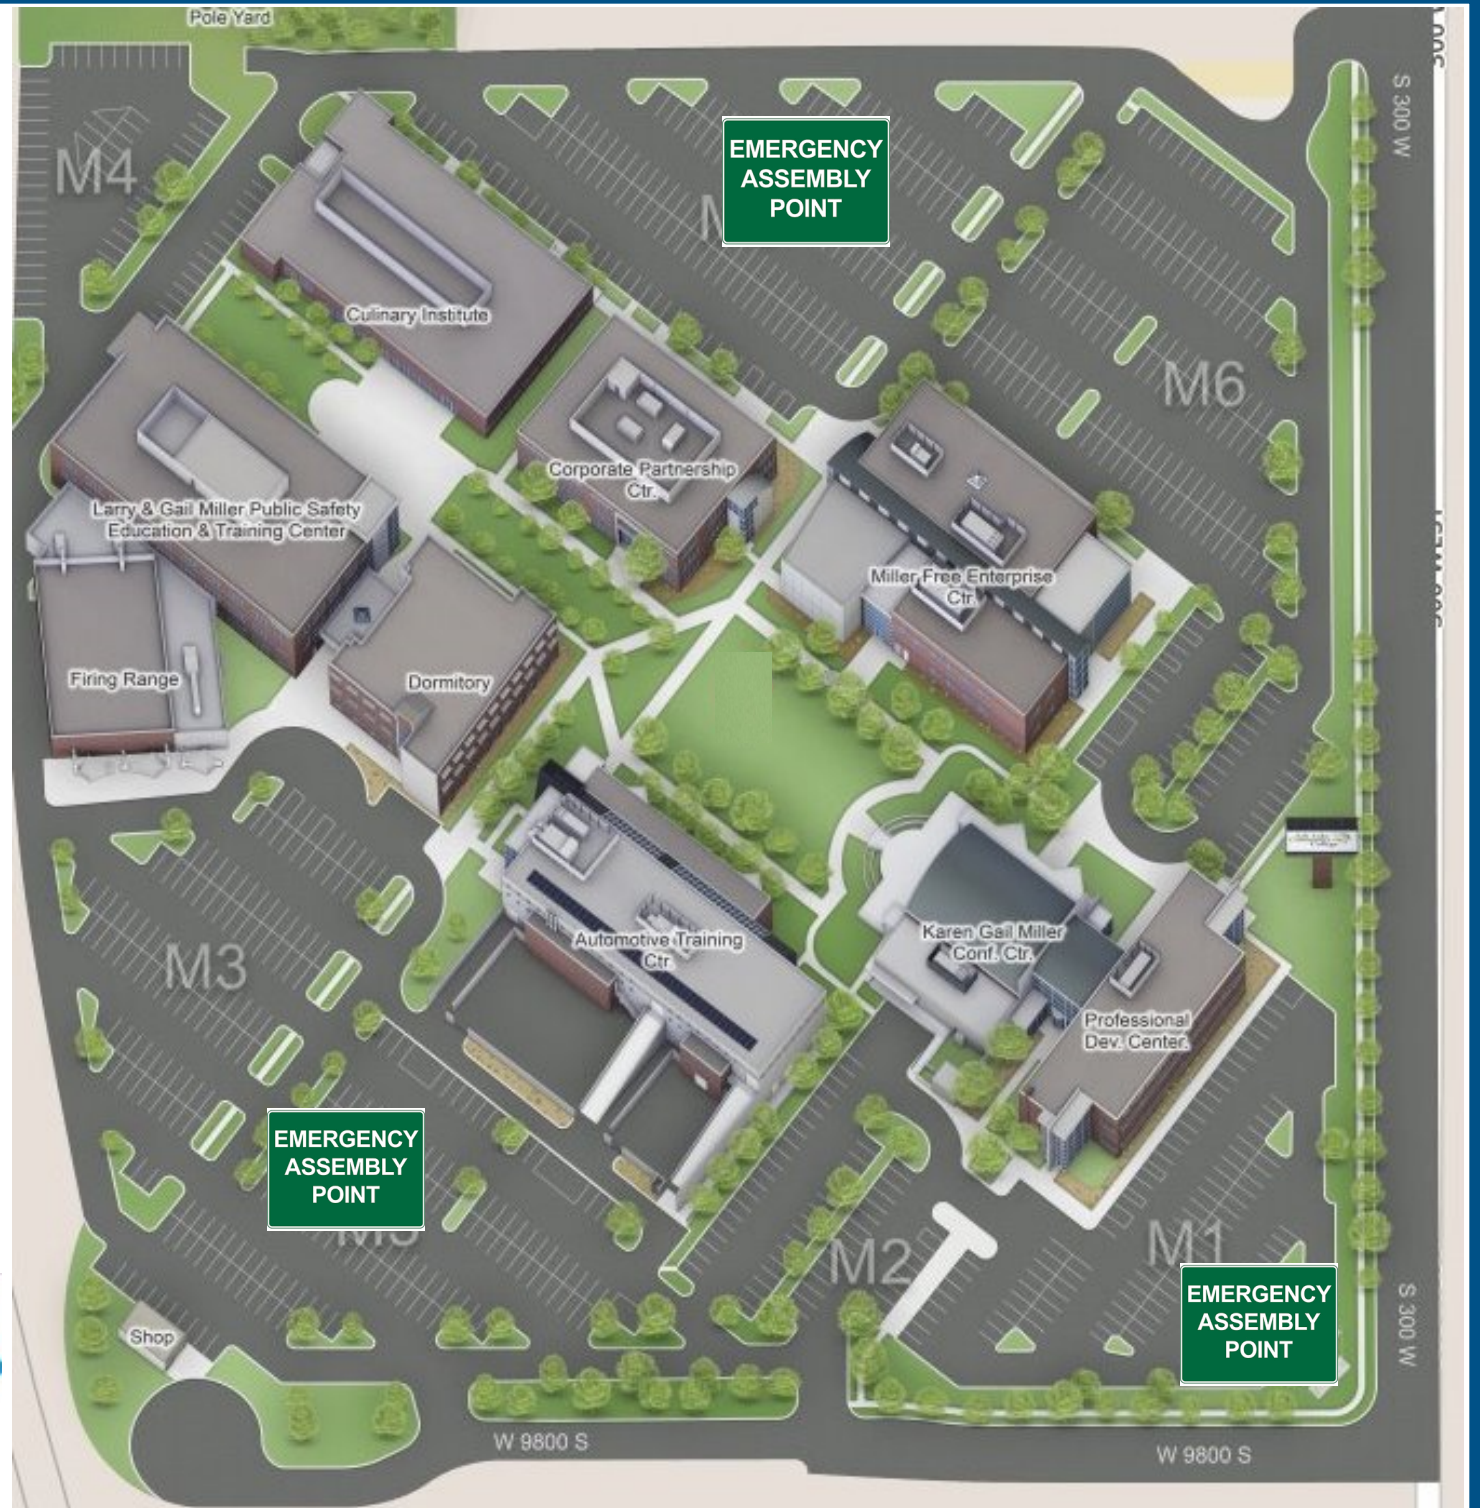 Pole Yard
S 300 W
M4
EMERGENCY
ASSEMBLY
POINT
Culinary Institute
M6
Corporate Partnership
Ctr.
Larry & Gail Miller Public Safety
Education & Training Center
Miller Free Enterprise
Ctr.
Firing Range
Dormitory
Automotive Training
Ctr.
Karen Gail Miller
Conf. Ctr.
M3
Professional
Dev. Center.
EMERGENCY
ASSEMBLY
POINT
M2
M1
EMERGENCY
ASSEMBLY
POINT
S 300 W
Shop
W 9800 S
W 9800 S